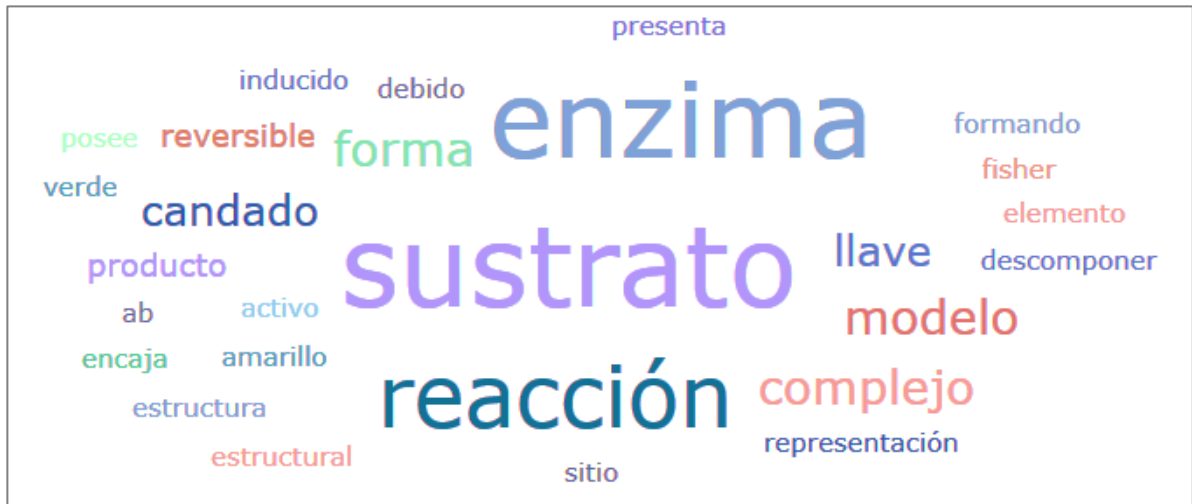 presenta
inducido debido enzima
posee reversible forma formando
verde fisher
candado elemento
producto sustrato llave descomponer
ab activo modelo
encaja amarillo
estructura reacción complejo
estructural representación
sitio